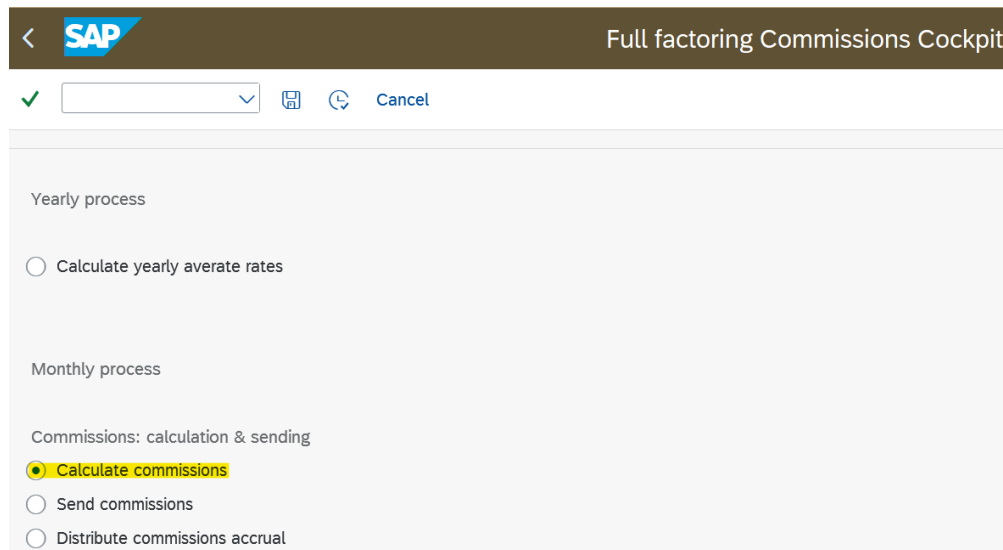 SAP
Full factoring Commissions Cockpit
Cancel
Yearly process
Calculate yearly averate rates
Monthly process
Commissions: calculation & sending
Calculate commissions
Send commissions
Distribute commissions accrual